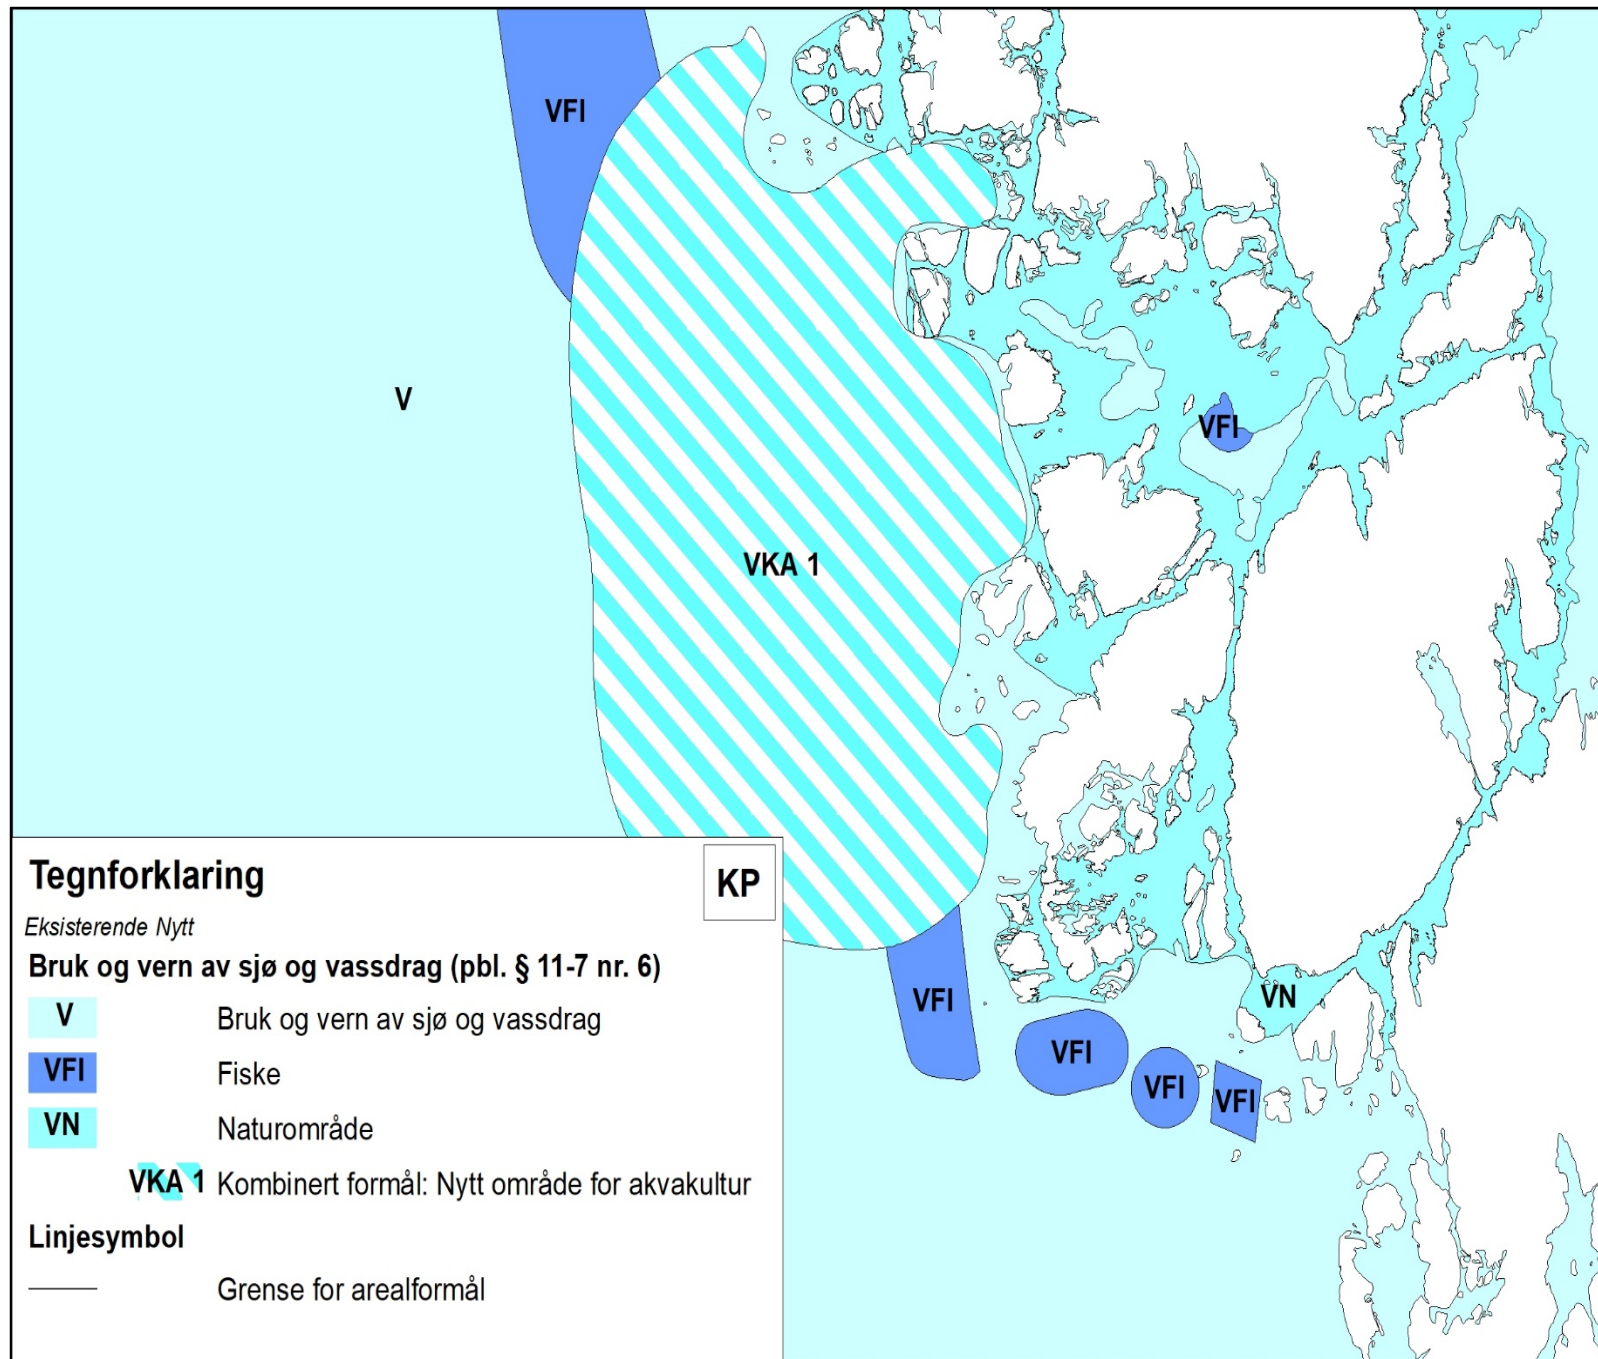 VFI
V
VFI
VKA 1
VFI
VN
VFI
VFI
VFI
Tegnforklaring
KP
Eksisterende Nytt
Bruk og vern av sjø og vassdrag (pbl. § 11-7 nr. 6)
V Bruk og vern av sjø og vassdrag
VFI Fiske
VN Naturområde
VKA 1 Kombinert formål: Nytt område for akvakultur
Linjesymbol
Grense for arealformål